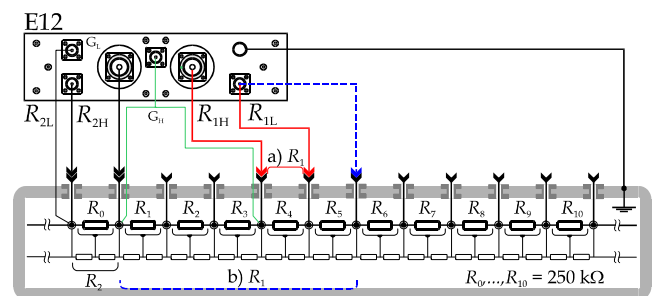 E12
G_L
R_2L R_2H G_H R_1H R_1L
a) R_1
R_0 R_1 R_2 R_3 R_4 R_5 R_6 R_7 R_8 R_9 R_10
R_2 b) R_1 R_0,...,R_10 = 250 kΩ